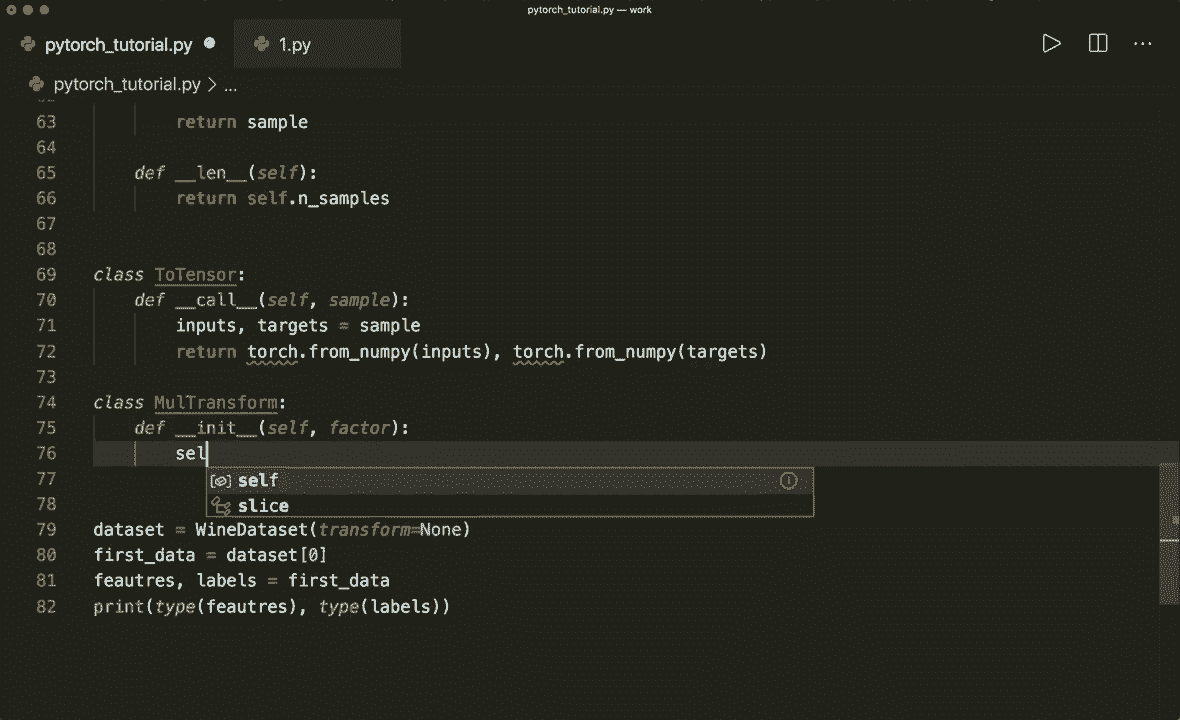 pytorch_tutorial.py — work
pytorch_tutorial.py 1.py
pytorch_tutorial.py > ...
63 return sample
64
65 def __len__(self):
66 return self.n_samples
67
68
69 class ToTensor:
70 def __call__(self, sample):
71 inputs, targets = sample
72 return torch.from_numpy(inputs), torch.from_numpy(targets)
73
74 class MulTransform:
75 def __init__(self, factor):
76 sel
77 self
78 slice
79 dataset = WineDataset(transform=None)
80 first_data = dataset[0]
81 feautres, labels = first_data
82 print(type(feautres), type(labels))